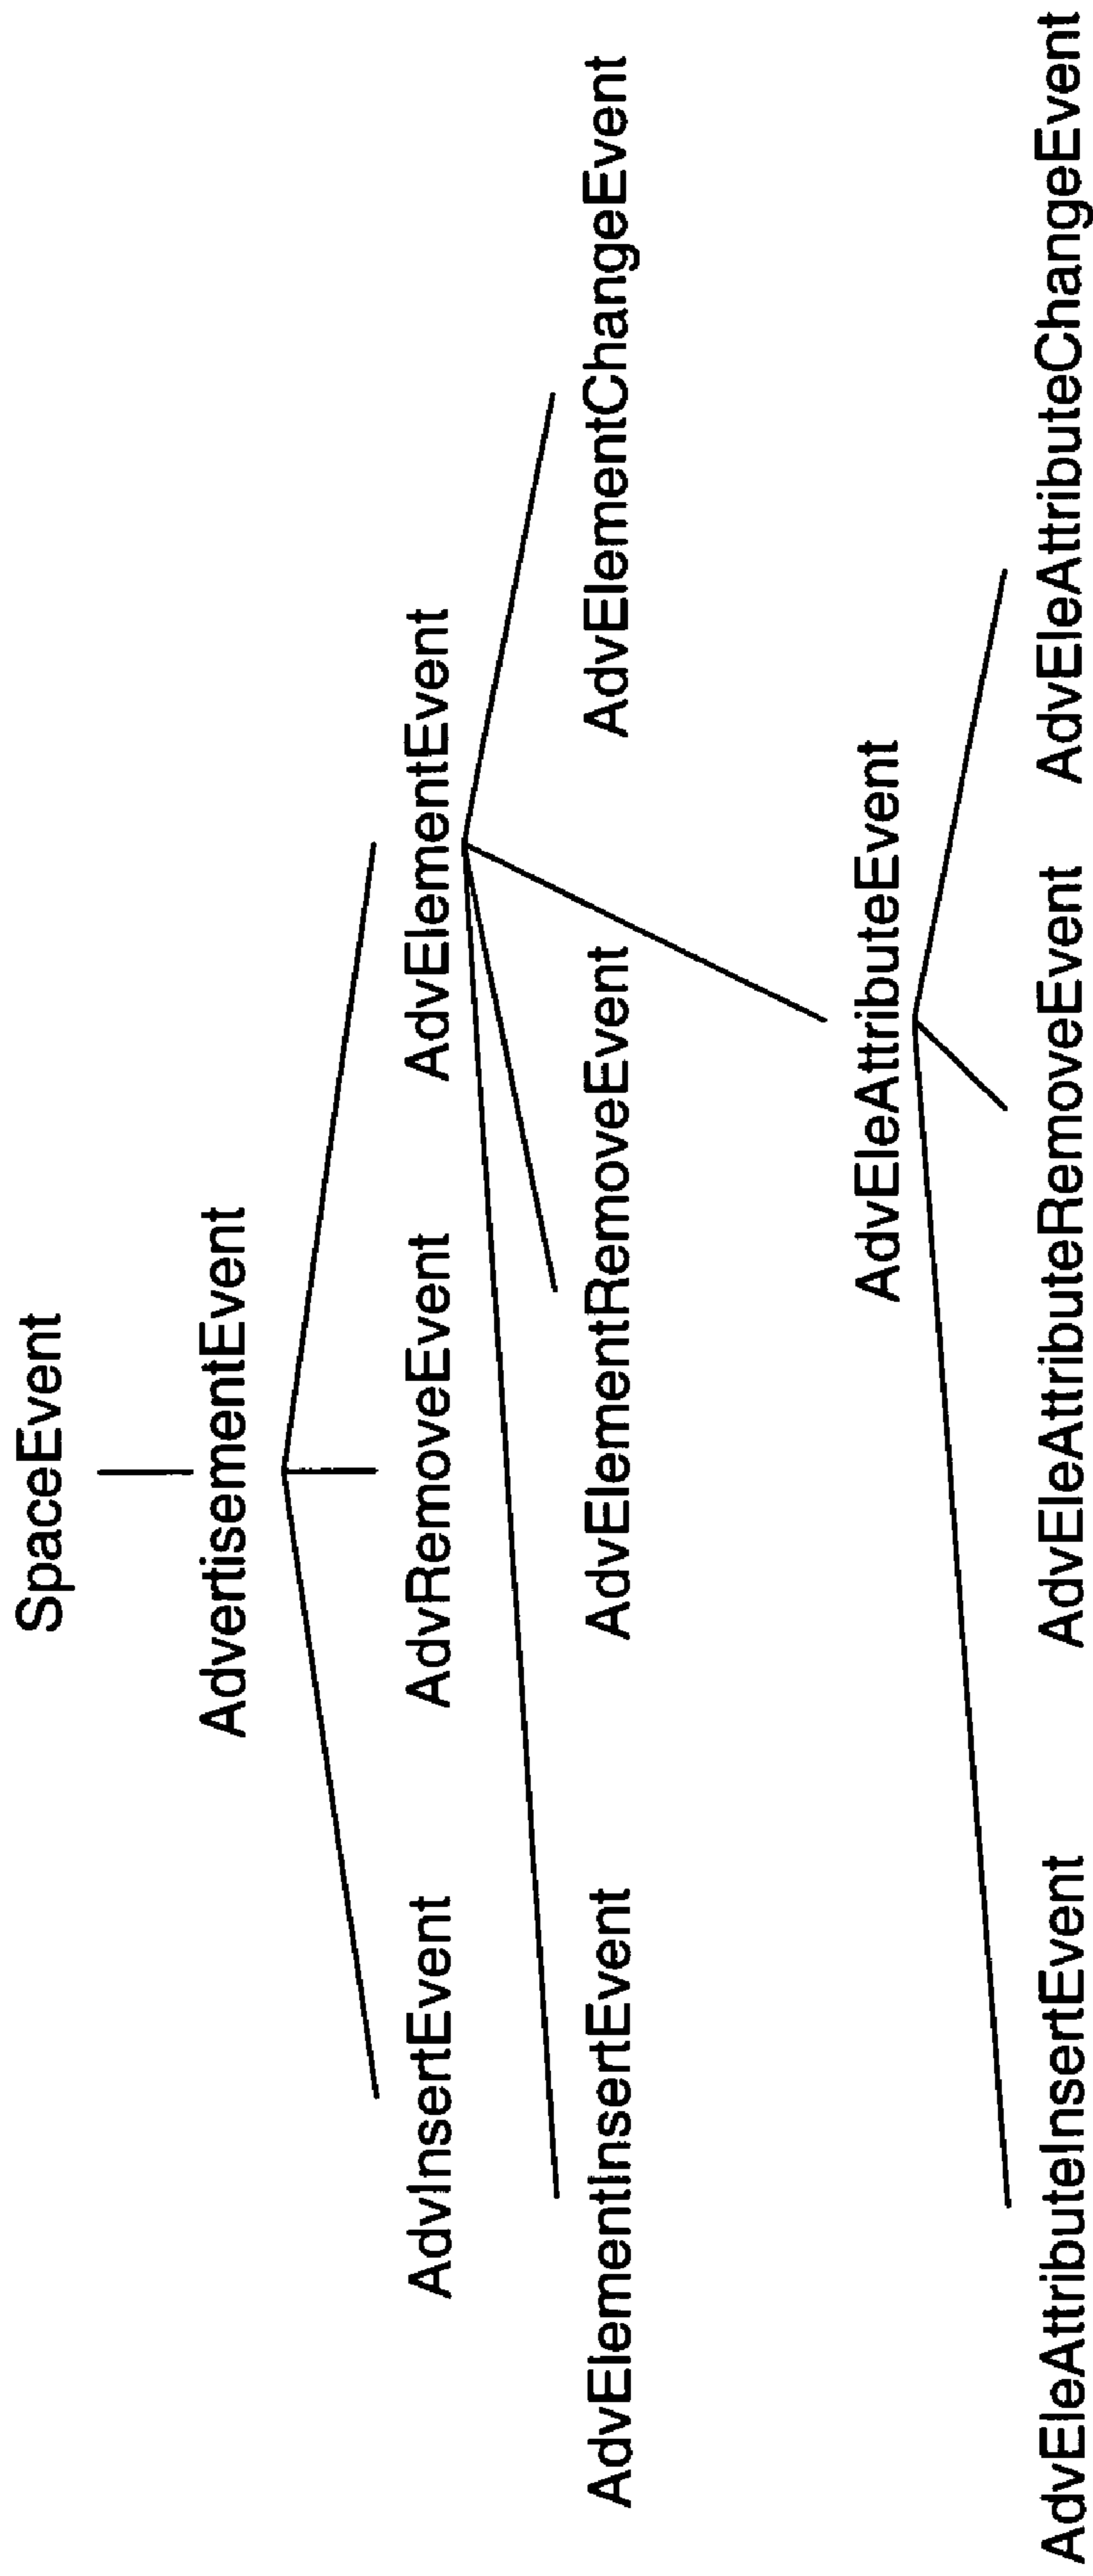 SpaceEvent
AdvertisementEvent
AdvInsertEvent
AdvRemoveEvent
AdvElementEvent
AdvElementInsertEvent
AdvElementRemoveEvent
AdvElementChangeEvent
AdvEleAttributeEvent
AdvEleAttributeInsertEvent
AdvEleAttributeRemoveEvent
AdvEleAttributeChangeEvent